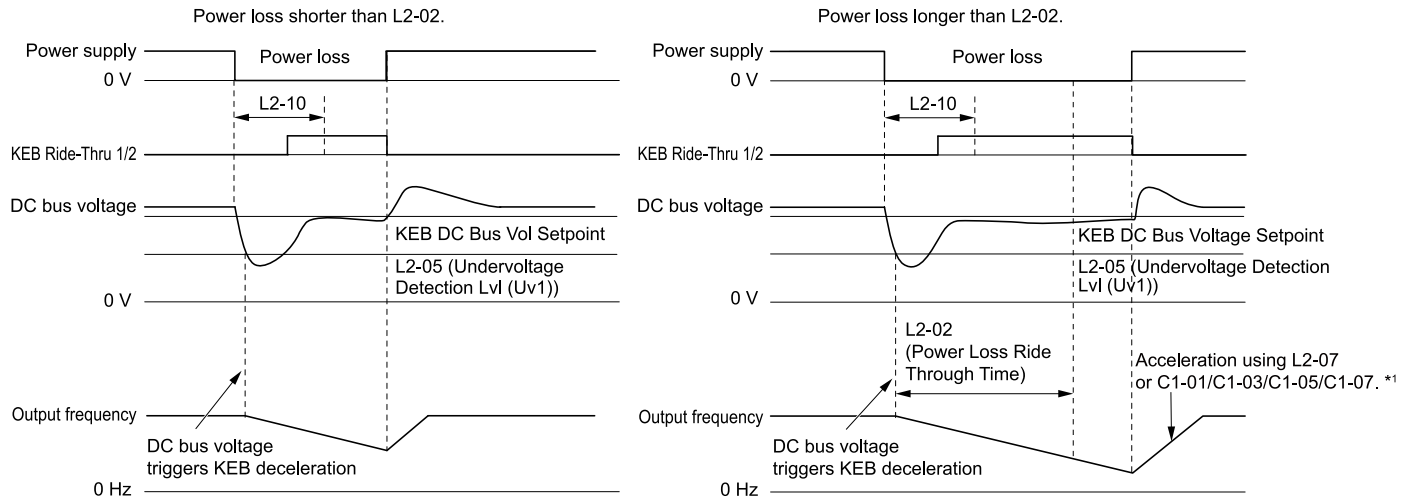 Power loss shorter than L2-02.
Power supply
Power loss
0 V
L2-10
KEB Ride-Thru 1/2
DC bus voltage
KEB DC Bus Vol Setpoint
L2-05 (Undervoltage
Detection Lvl (Uv1))
0 V
Output frequency
DC bus voltage
triggers KEB deceleration
0 Hz
Power loss longer than L2-02.
Power supply
Power loss
0 V
L2-10
KEB Ride-Thru 1/2
DC bus voltage
KEB DC Bus Voltage Setpoint
L2-05 (Undervoltage Detection
Lvl (Uv1))
0 V
L2-02
(Power Loss Ride
Through Time)
Acceleration using L2-07
or C1-01/C1-03/C1-05/C1-07. *1
Output frequency
DC bus voltage
triggers KEB deceleration
0 Hz